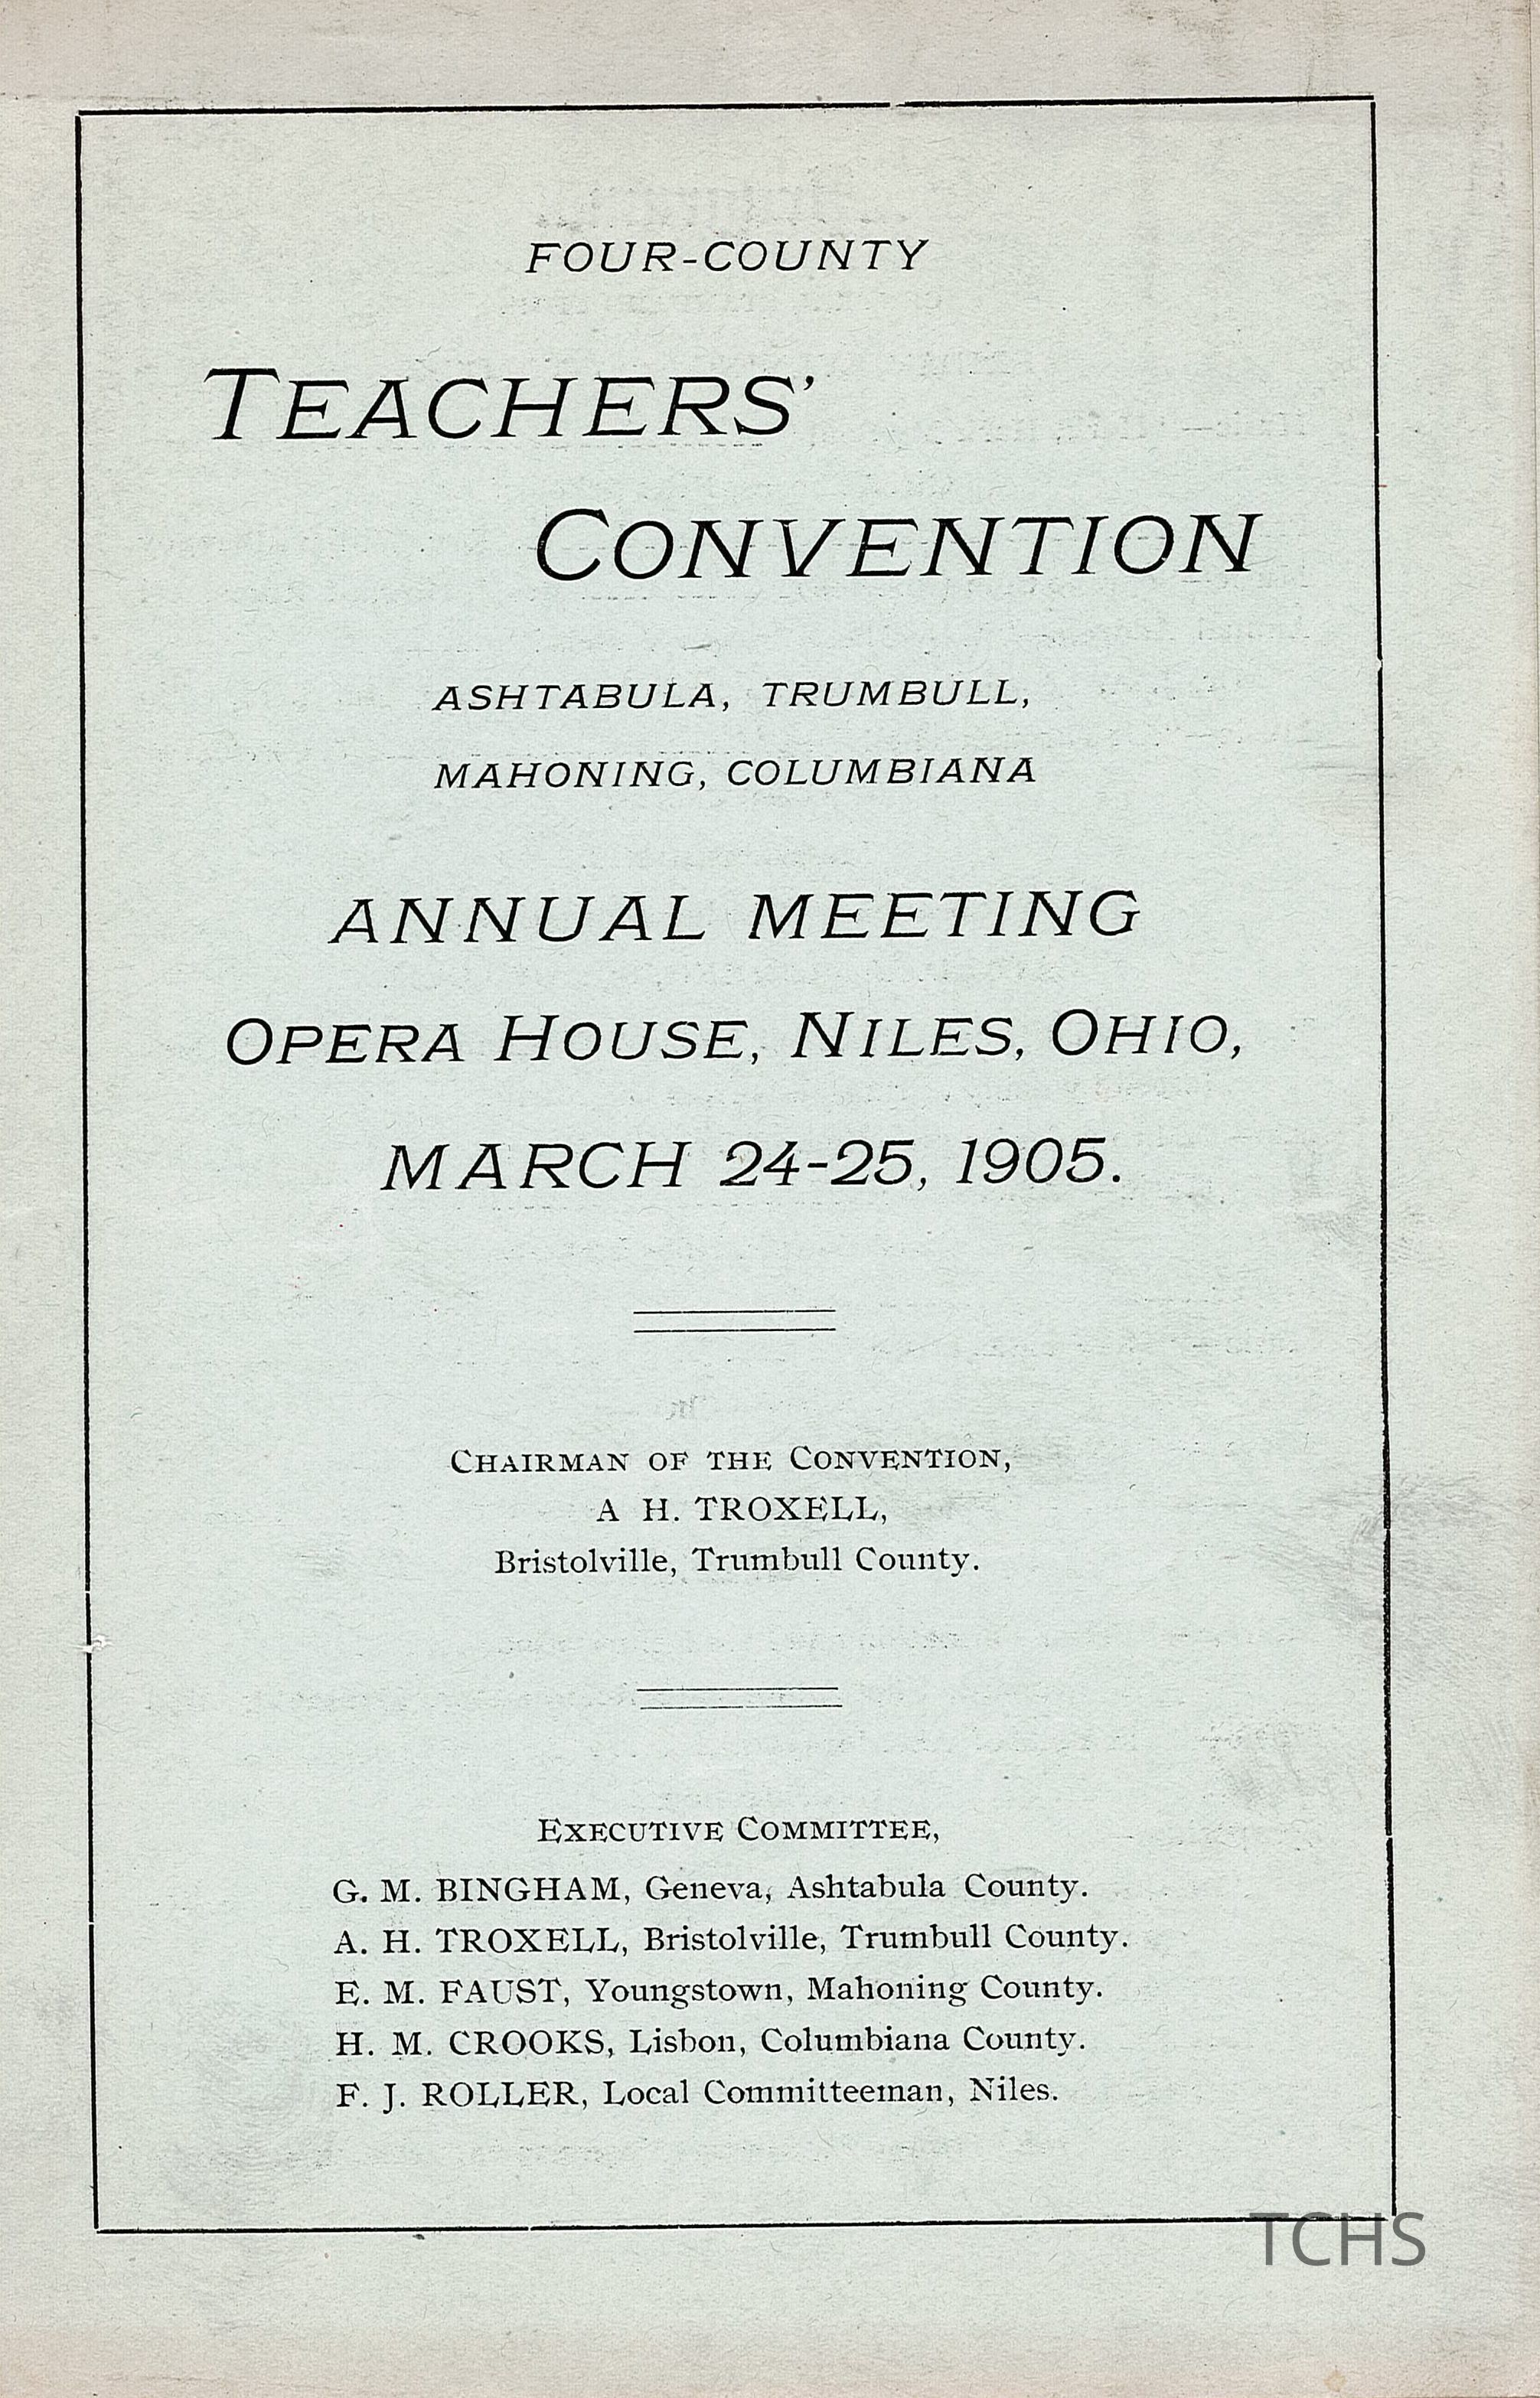 FOUR-COUNTY
TEACHERS'
CONVENTION
ASHTABULA, TRUMBULL,
MAHONING, COLUMBIANA
ANNUAL MEETING
OPERA HOUSE, NILES, OHIO,
MARCH 24-25, 1905.
CHAIRMAN OF THE CONVENTION,
A H. TROXELL,
Bristolville, Trumbull County.
EXECUTIVE COMMITTEE,
G. M. BINGHAM, Geneva, Ashtabula County.
A. H. TROXELL, Bristolville, Trumbull County.
E. M. FAUST, Youngstown, Mahoning County.
H. M. CROOKS, Lisbon, Columbiana County.
F. J. ROLLER, Local Committeeman, Niles.
TCHS